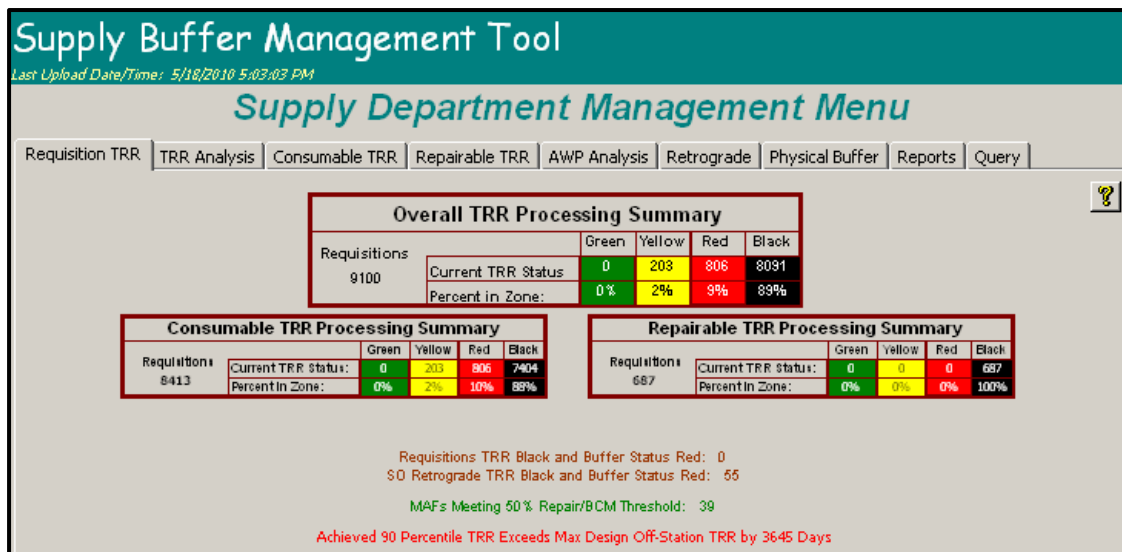 Supply Buffer Management Tool
Last Upload Date/Time: 5/18/2010 5:03:03 PM
Supply Department Management Menu
Requisition TRR TRR Analysis Consumable TRR Repairable TRR AWP Analysis Retrograde Physical Buffer Reports Query
?
Overall TRR Processing Summary
Requisitions Green Yellow Red Black
9100 Current TRR Status 0 203 806 8091
Percent in Zone: 0% 2% 9% 89%
Consumable TRR Processing Summary
Requisitions Green Yellow Red Black
8413 Current TRR Status: 0 203 806 7404
Percent in Zone: 0% 2% 10% 88%
Repairable TRR Processing Summary
Requisitions Green Yellow Red Black
687 Current TRR Status: 0 0 0 687
Percent in Zone: 0% 0% 0% 100%
Requisitions TRR Black and Buffer Status Red: 0
SO Retrograde TRR Black and Buffer Status Red: 55
MAFs Meeting 50% Repair/BCM Threshold: 39
Achieved 90 Percentile TRR Exceeds Max Design Off-Station TRR by 3645 Days